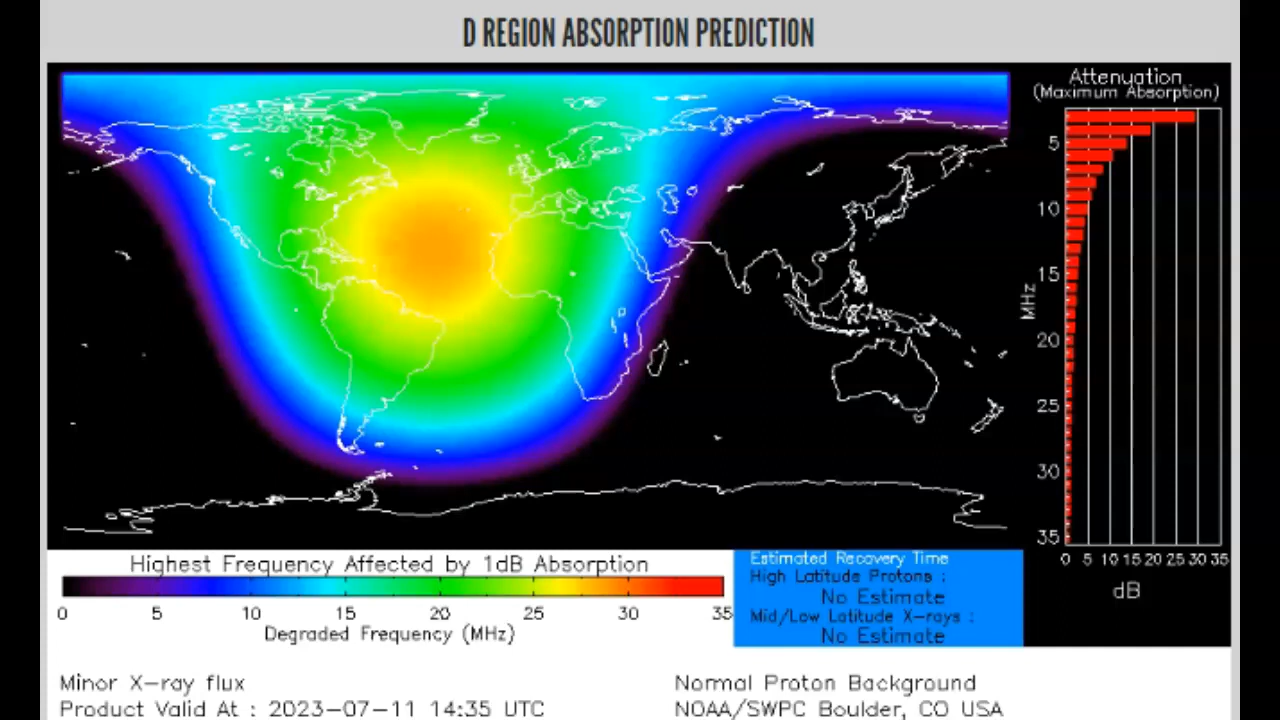 D REGION ABSORPTION PREDICTION
Attenuation
(Maximum Absorption)
5
10
15
20
25
30
35
MHz
0 5 10 15 20 25 30 35
dB
Highest Frequency Affected by 1dB Absorption
0 5 10 15 20 25 30 35
Degraded Frequency (MHz)
Estimated Recovery Time
High Latitude Protons :
No Estimate
Mid/Low Latitude X-rays :
No Estimate
Minor X-ray flux
Product Valid At : 2023-07-11 14:35 UTC
Normal Proton Background
NOAA/SWPC Boulder, CO USA